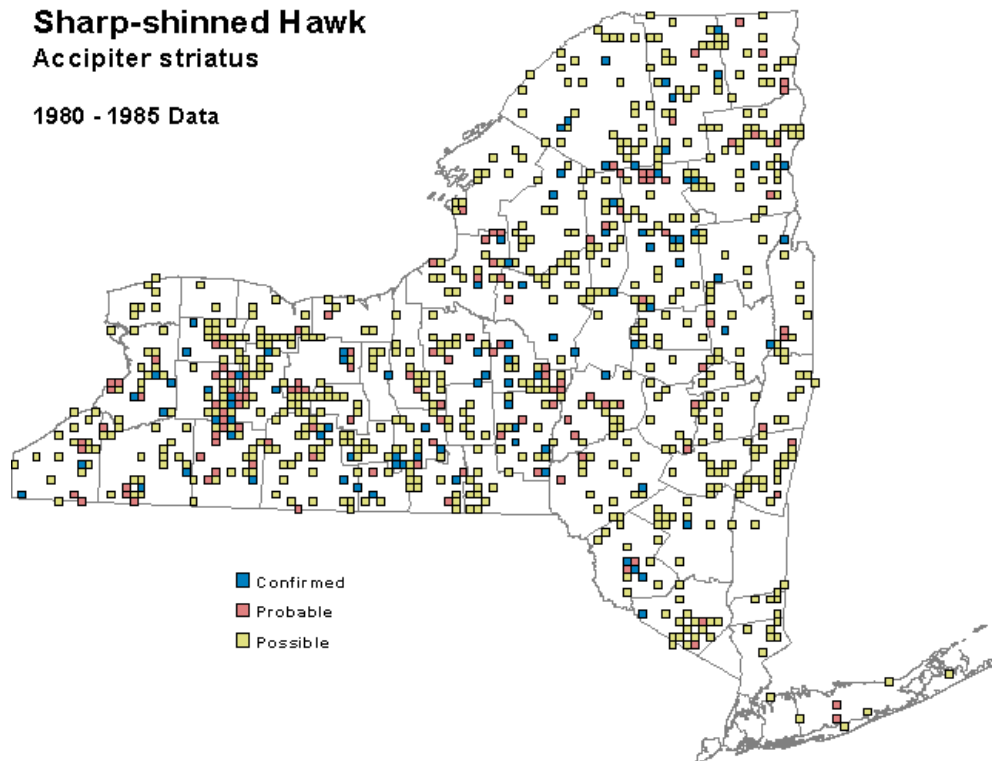 Sharp-shinned Hawk
Accipiter striatus
1980 - 1985 Data
Confirmed
Probable
Possible